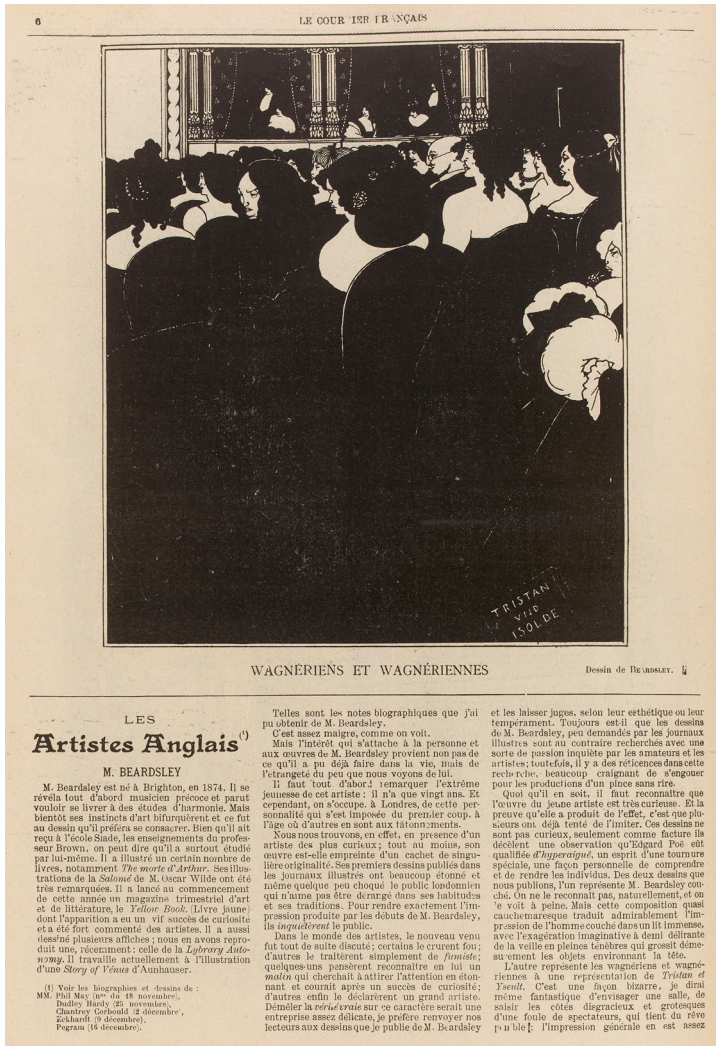 6
LE COUR IER FR NÇAIS
TRISTAN
VND
ISOLDE
WAGNÉRIENS ET WAGNÉRIENNES
Dessin de BEARDSLEY.
LES
Artistes Anglais (1)
M. BEARDSLEY
M. Beardsley est né à Brighton, en 1874. Il se
révéla tout d'abord musicien précoce et parut
vouloir se livrer à des études d'harmonie. Mais
bientôt ses instincts d'art bifurquèrent et ce fut
au dessin qu'il préféra se consacrer. Bien qu'il ait
reçu à l'école Slade, les enseignements du profes-
seur Brown, on peut dire qu'il a surtout étudié
par lui-même. Il a illustré un certain nombre de
livres, notamment The morte d'Arthur. Ses illus-
trations de la Salomé de M. Oscar Wilde ont été
très remarquées. Il a lancé au commencement
de cette année un magazine trimestriel d'art
et de littérature, le Yellow Book. (Livre jaune)
dont l'apparition a eu un vif succès de curiosité
et a été fort commenté des artistes. Il a aussi
dessiné plusieurs affiches; nous en avons repro-
duit une, récemment : celle de la Lybrary Auto-
nomy. Il travaille actuellement à l'illustration
d'une Story of Vénus d'Aunhauser.
(1) Voir les biographies et dessins de :
MM. Phil May (nos du 18 novembre),
Dudley Hardy (25 novembre),
Chantrey Corbould (2 décembre),
Eckhardt (9 décembre),
Pegram (16 décembre).
Telles sont les notes biographiques que j'ai
pu obtenir de M. Beardsley.
C'est assez maigre, comme on voit.
Mais l'intérêt qui s'attache à la personne et
aux œuvres de M. Beardsley provient non pas de
ce qu'il a pu déjà faire dans la vie, mais de
l'étrangeté du peu que nous voyons de lui.
Il faut tout d'abord remarquer l'extrême
jeunesse de cet artiste : il n'a que vingt ans. Et
cependant, on s'occupe, à Londres, de cette per-
sonnalité qui s'est imposée du premier coup, à
l'âge où d'autres en sont aux tâtonnements.
Nous nous trouvons, en effet, en présence d'un
artiste des plus curieux; tout au moins, son
œuvre est-elle empreinte d'un cachet de singu-
lière originalité. Ses premiers dessins publiés dans
les journaux illustrés ont beaucoup étonné et
même quelque peu choqué le public londonien
qui n'aime pas être dérangé dans ses habitudes
et ses traditions. Pour rendre exactement l'im-
pression produite par les débuts de M. Beardsley,
ils inquiétèrent le public.
Dans le monde des artistes, le nouveau venu
fut tout de suite discuté; certains le crurent fou;
d'autres le traitèrent simplement de fumiste;
quelques-uns pensèrent reconnaître en lui un
malin qui cherchait à attirer l'attention en éton-
nant et courait après un succès de curiosité;
d'autres enfin le déclarèrent un grand artiste.
Démêler la vérité vraie sur ce caractère serait une
entreprise assez délicate, je préfère renvoyer nos
lecteurs aux dessins que je publie de M. Beardsley
et les laisser juges, selon leur esthétique ou leur
tempérament. Toujours est-il que les dessins
de M. Beardsley, peu demandés par les journaux
illustrés sont au contraire recherchés avec une
sorte de passion inquiète par les amateurs et les
artistes; toutefois, il y a des réticences dans cette
recherche, beaucoup craignant de s'engouer
pour les productions d'un pince sans rire.
Quoi qu'il en soit, il faut reconnaître que
l'œuvre du jeune artiste est très curieuse. Et la
preuve qu'elle a produit de l'effet, c'est que plu-
sieurs ont déjà tenté de l'imiter. Ces dessins ne
sont pas curieux, seulement comme facture ils
décèlent une observation qu'Edgard Poë eût
qualifiée d'hyperaiguë, un esprit d'une tournure
spéciale, une façon personnelle de comprendre
et de rendre les individus. Des deux dessins que
nous publions, l'un représente M. Beardsley cou-
ché. On ne le reconnaît pas, naturellement, et on
le voit à peine. Mais cette composition quasi
cauchemaresque traduit admirablement l'im-
pression de l'homme couché dans un lit immense,
avec l'exagération imaginative à demi délirante
de la veille en pleines ténèbres qui grossit déme-
surement les objets environnant la tête.
L'autre représente les wagnériens et wagné-
riennes à une représentation de Tristan et
Yseult. C'est une façon bizarre, je dirai
même fantastique d'envisager une salle, de
saisir les côtés disgracieux et grotesques
d'une foule de spectateurs, qui tient du rêve
pénible : l'impression générale en est assez